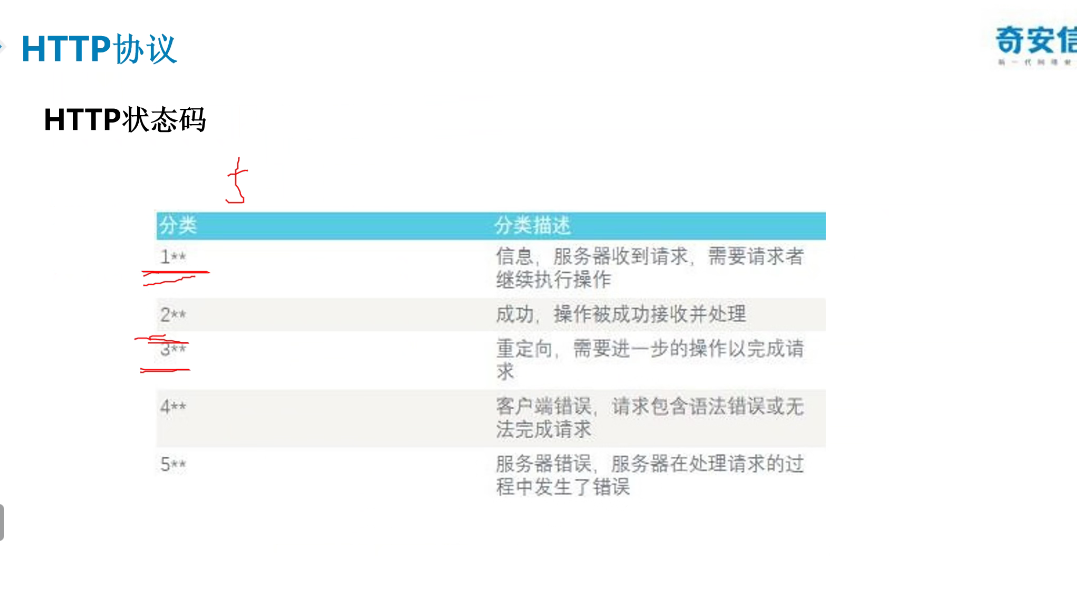 HTTP协议
奇安信
新一代网络安
HTTP状态码
5
分类 分类描述
1** 信息，服务器收到请求，需要请求者
继续执行操作
2** 成功，操作被成功接收并处理
3** 重定向，需要进一步的操作以完成请
求
4** 客户端错误，请求包含语法错误或无
法完成请求
5** 服务器错误，服务器在处理请求的过
程中发生了错误